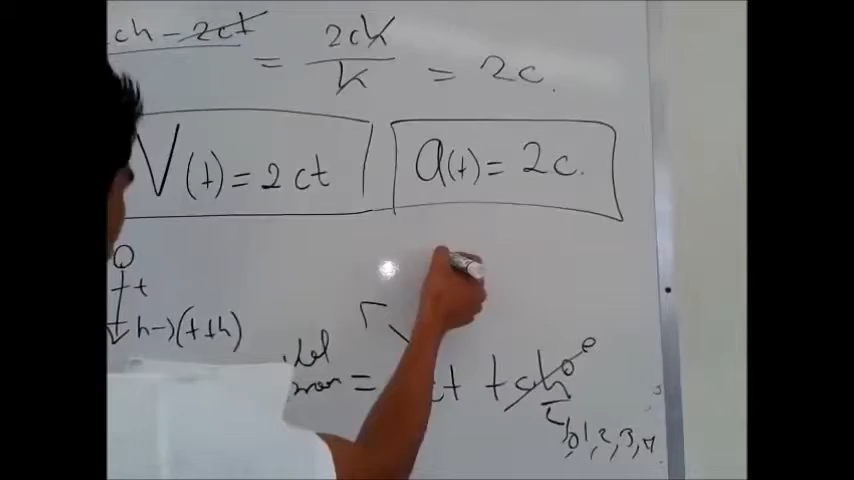 ch - 2ct = 2ck/k = 2c.
V(t) = 2ct
a(t) = 2c.
t
h→(t+h)
= ct + ch 0
0,1,2,3,4